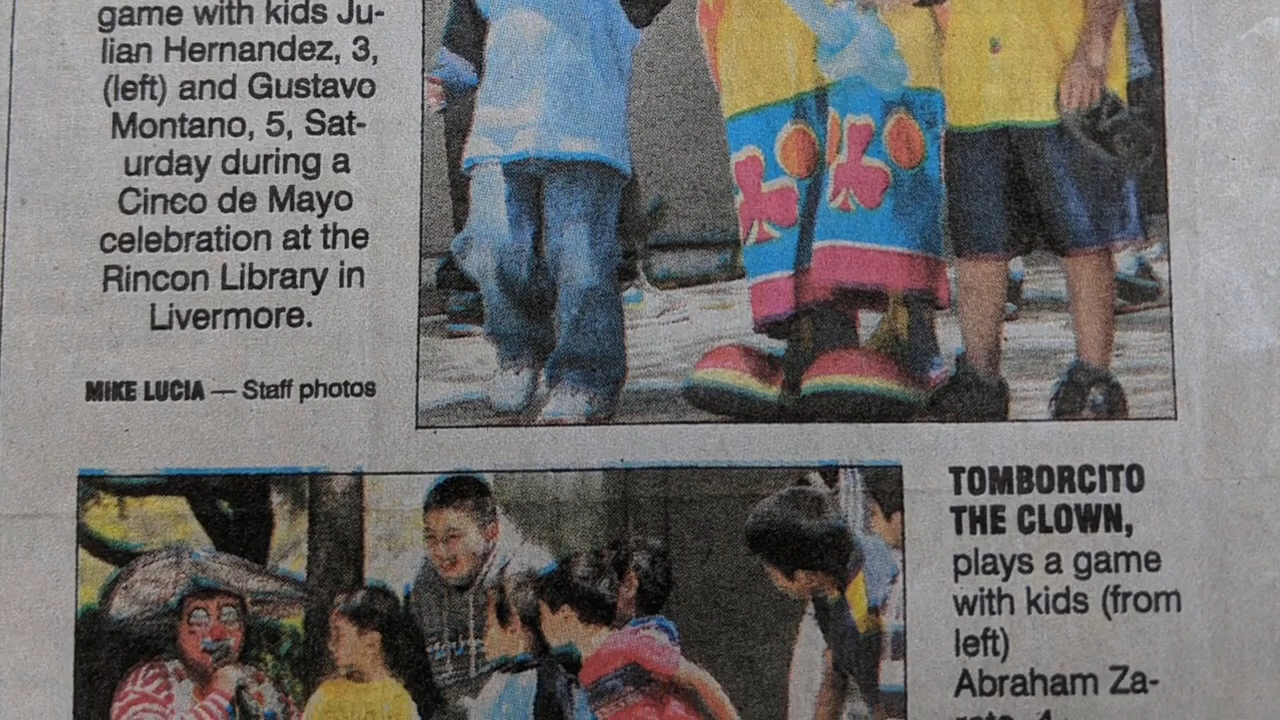 game with kids Ju-
lian Hernandez, 3,
(left) and Gustavo
Montano, 5, Sat-
urday during a
Cinco de Mayo
celebration at the
Rincon Library in
Livermore.
MIKE LUCIA — Staff photos
TOMBORCITO
THE CLOWN,
plays a game
with kids (from
left)
Abraham Za-